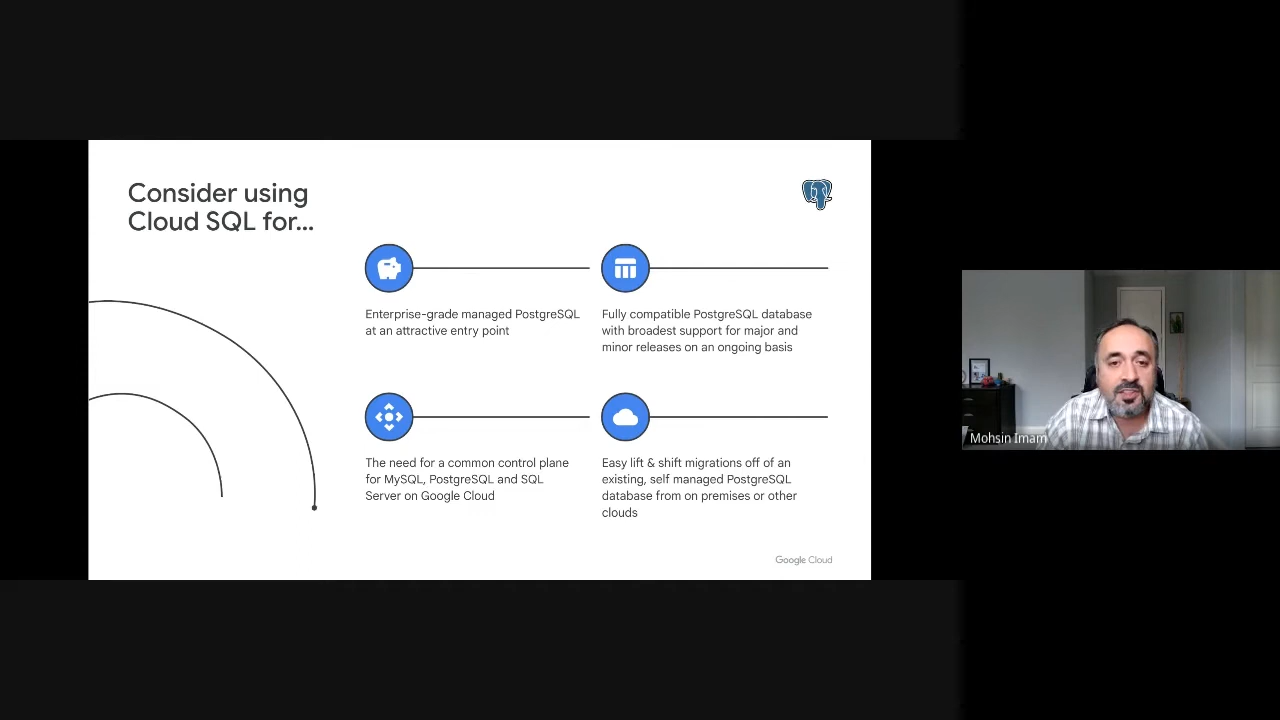 Consider using
Cloud SQL for...
Enterprise-grade managed PostgreSQL
at an attractive entry point
Fully compatible PostgreSQL database
with broadest support for major and
minor releases on an ongoing basis
The need for a common control plane
for MySQL, PostgreSQL and SQL
Server on Google Cloud
Easy lift & shift migrations off of an
existing, self managed PostgreSQL
database from on premises or other
clouds
Google Cloud
Mohsin Imam